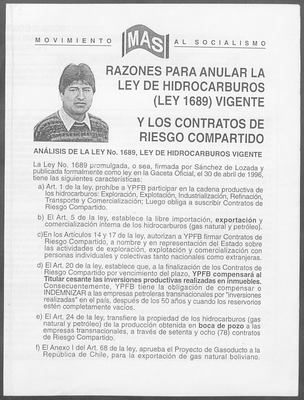 MOVIMIENTO MAS AL SOCIALISMO
RAZONES PARA ANULAR LA
LEY DE HIDROCARBUROS
(LEY 1689) VIGENTE
Y LOS CONTRATOS DE
RIESGO COMPARTIDO
ANÁLISIS DE LA LEY No. 1689, LEY DE HIDROCARBUROS VIGENTE
La Ley No. 1689 promulgada, o sea, firmada por Sánchez de Lozada y
publicada formalmente como ley en la Gaceta Oficial, el 30 de abril de 1996,
tiene las siguientes características:
a) Art. 1 de la ley, prohíbe a YPFB participar en la cadena productiva de
los hidrocarburos: Exploración, Explotación, Industrialización, Refinación,
Transporte y Comercialización; Luego obliga a suscribir Contratos de
Riesgo Compartido.
b) El Art. 5 de la ley, establece la libre importación, exportación y
comercialización interna de los hidrocarburos (gas natural y petróleo).
c) En los Artículos 14 y 17 de la ley, autoriza a YPFB firmar Contratos de
Riesgo Compartido, a nombre y en representación del Estado sobre
las actividades de exploración, explotación y comercialización con
personas individuales y colectivas tanto nacionales como extranjeras.
d) El Art. 20 de la ley, establece que, a la finalización de los Contratos de
Riesgo Compartido por vencimiento del plazo, YPFB compensará al
Titular cesante las inversiones productivas realizadas en inmuebles.
Consecuentemente, YPFB tiene la obligación de compensar o
INDEMNIZAR a las empresas petroleras transnacionales por "inversiones
realizadas" en el país, después de los 50 años y cuando los reservorios
estén completamente vacíos.
e) El Art. 24 de la ley, transfiere la propiedad de los hidrocarburos (gas
natural y petróleo) de la producción obtenida en boca de pozo a las
empresas transnacionales, a través de setenta y ocho (78) contratos
de Riesgo Compartido.
f) El Anexo I del Art. 68 de la ley, aprueba el Proyecto de Gasoducto a la
República de Chile, para la exportación de gas natural boliviano.